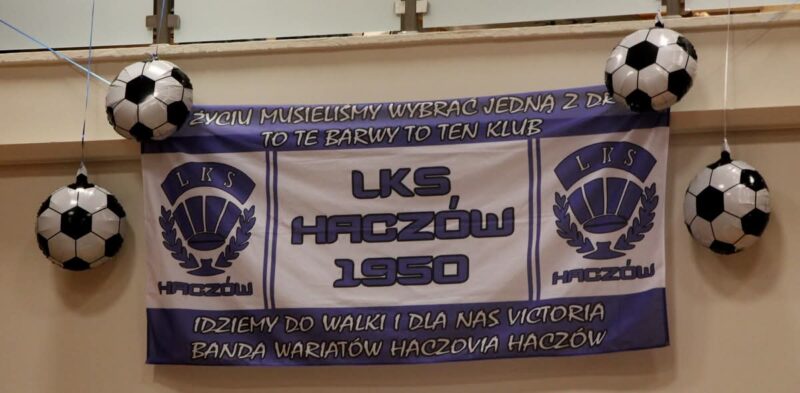 ŻYCIU MUSIELIŚMY WYBRAĆ JEDNĄ Z
TO TE BARWY TO TEN KLUB
LKS
HACZÓW
LKS
HACZÓW
1950
LKS
HACZÓW
IDZIEMY DO WALKI I DLA NAS VICTORIA
BANDA WARIATÓW HACZOVIA HACZÓW